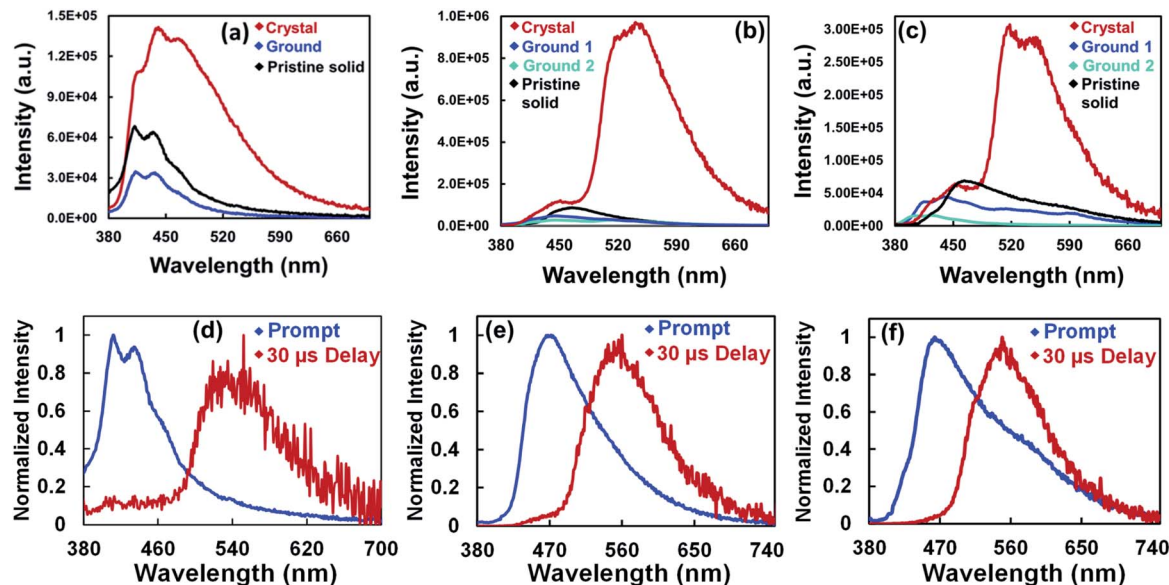 (a)
Crystal
Ground
Pristine solid
1.5E+05
1.2E+05
9.0E+04
6.0E+04
3.0E+04
0.0E+00
Intensity (a.u.)
380 450 520 590 660
Wavelength (nm)
(b)
Crystal
Ground 1
Ground 2
Pristine
solid
1.0E+06
8.0E+05
6.0E+05
4.0E+05
2.0E+05
0.0E+00
Intensity (a.u.)
380 450 520 590 660
Wavelength (nm)
(c)
Crystal
Ground 1
Ground 2
Pristine
solid
3.0E+05
2.5E+05
2.0E+05
1.5E+05
1.0E+05
5.0E+04
0.0E+00
Intensity (a.u.)
380 450 520 590 660
Wavelength (nm)
(d)
Prompt
30 µs Delay
1
0.8
0.6
0.4
0.2
0
Normalized Intensity
380 460 540 620 700
Wavelength (nm)
(e)
Prompt
30 µs Delay
1
0.8
0.6
0.4
0.2
0
Normalized Intensity
380 470 560 650 740
Wavelength (nm)
(f)
Prompt
30 µs Delay
1
0.8
0.6
0.4
0.2
0
Normalized Intensity
380 470 560 650 740
Wavelength (nm)